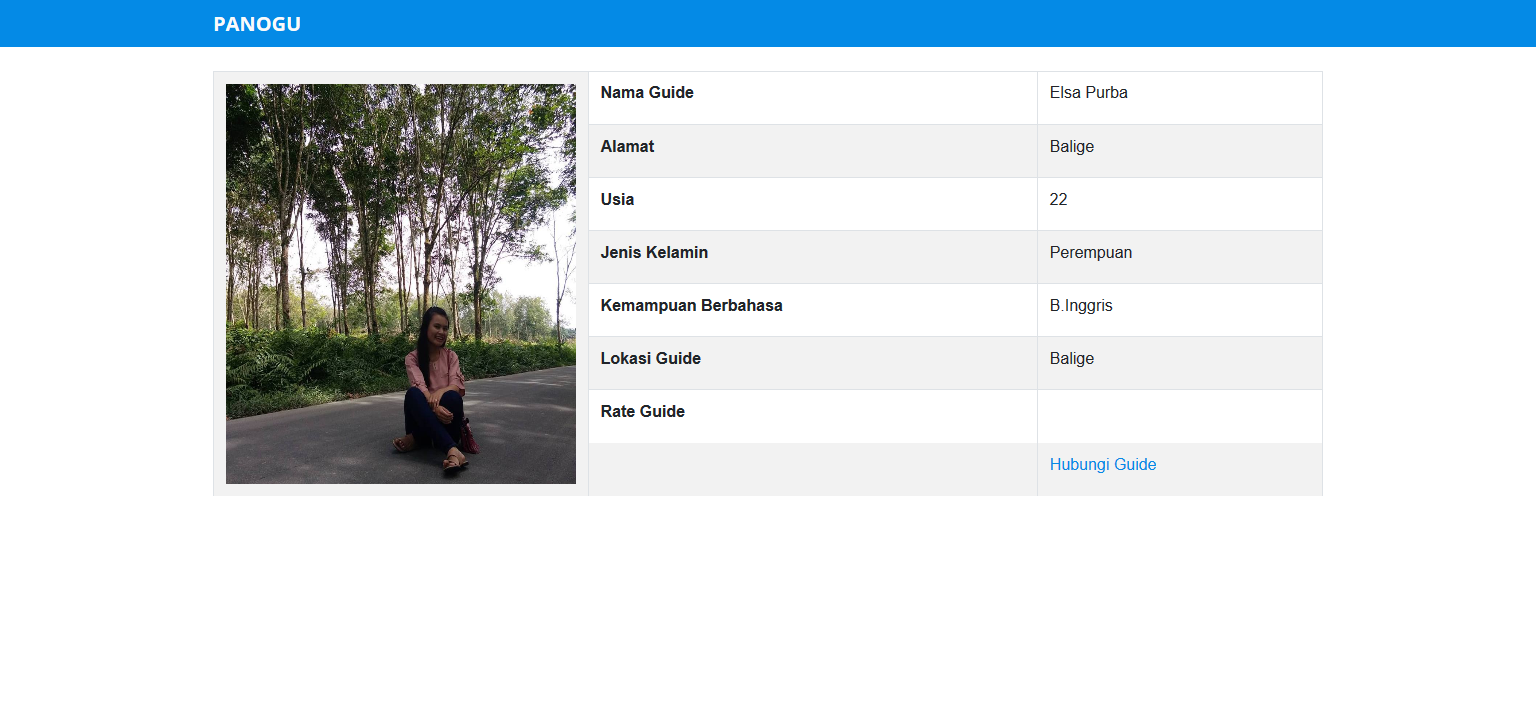 PANOGU
Nama Guide Elsa Purba
Alamat Balige
Usia 22
Jenis Kelamin Perempuan
Kemampuan Berbahasa B.Inggris
Lokasi Guide Balige
Rate Guide
Hubungi Guide